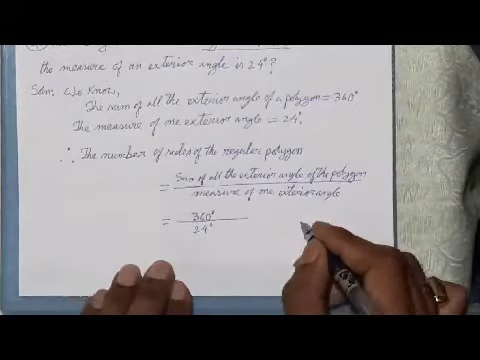 the measure of an exterior angle is 24°?
Soln: We know,
The sum of all the exterior angle of a polygon = 360°
The measure of one exterior angle = 24°.
∴ The number of sides of the regular polygon
= Sum of all the exterior angle of the polygon
measure of one exterior angle
= 360°
24°